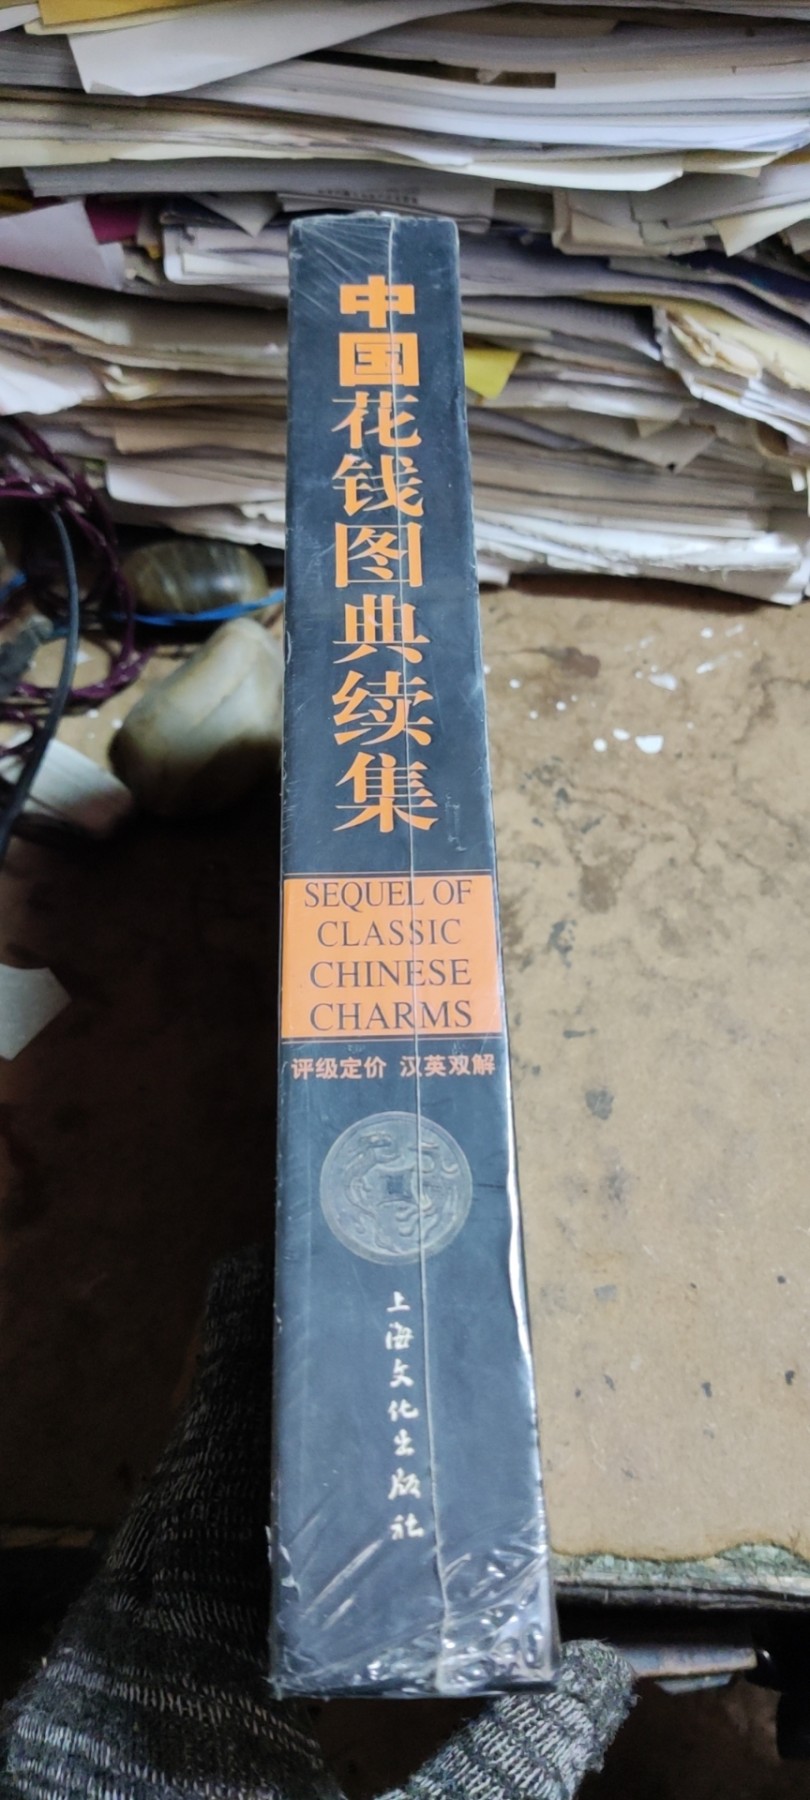 中国花钱图典续集
SEQUEL OF
CLASSIC
CHINESE
CHARMS
评级定价 汉英双解
上海文化出版社